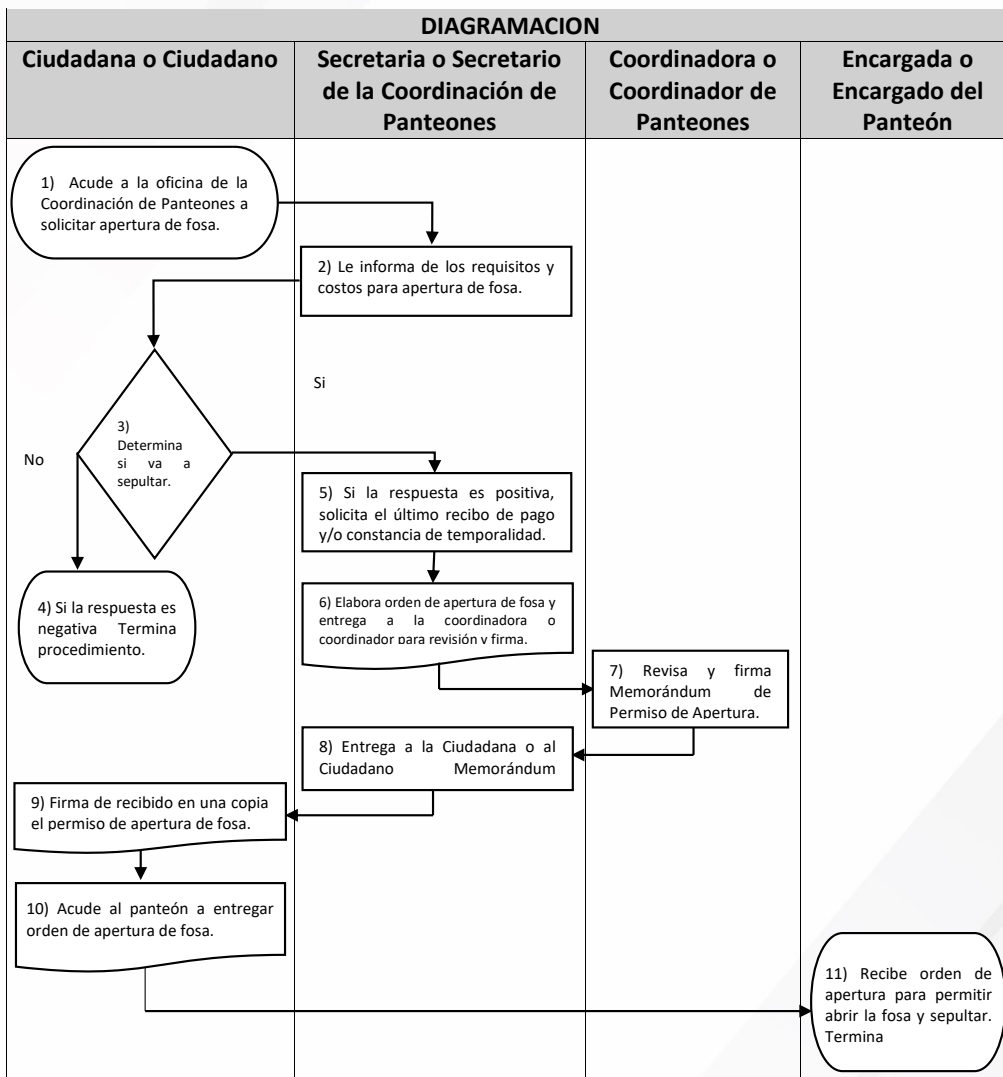 DIAGRAMACION
Ciudadana o Ciudadano
Secretaria o Secretario
de la Coordinación de
Panteones
Coordinadora o
Coordinador de
Panteones
Encargada o
Encargado del
Panteón
1) Acude a la oficina de la
Coordinación de Panteones a
solicitar apertura de fosa.
2) Le informa de los requisitos y
costos para apertura de fosa.
Si
3)
Determina
si va a
sepultar.
No
5) Si la respuesta es positiva,
solicita el último recibo de pago
y/o constancia de temporalidad.
4) Si la respuesta es
negativa Termina
procedimiento.
6) Elabora orden de apertura de fosa y
entrega a la coordinadora o
coordinador para revisión y firma.
7) Revisa y firma
Memorándum de
Permiso de Apertura.
8) Entrega a la Ciudadana o al
Ciudadano Memorándum
9) Firma de recibido en una copia
el permiso de apertura de fosa.
10) Acude al panteón a entregar
orden de apertura de fosa.
11) Recibe orden de
apertura para permitir
abrir la fosa y sepultar.
Termina